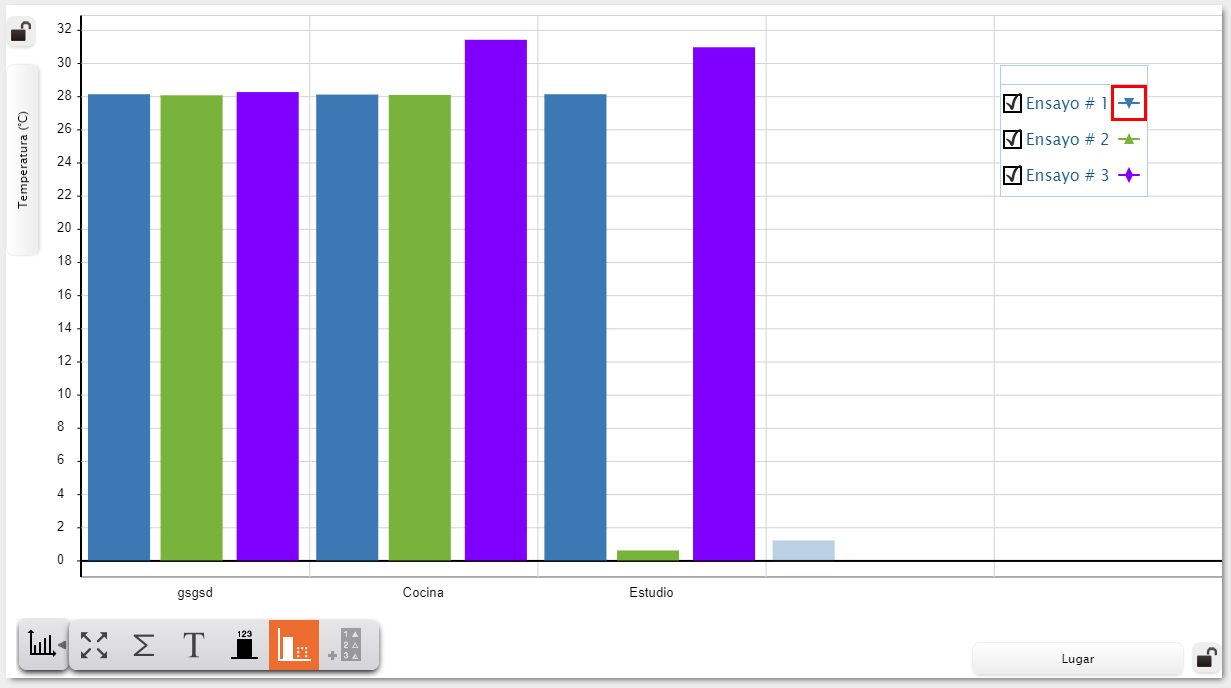 32
30
28
26
24
22
20
18
16
14
12
10
8
6
4
2
0
Temperatura (°C)
Ensayo # 1
Ensayo # 2
Ensayo # 3
gsgsd
Cocina
Estudio
Σ
T
123
1
2
+ 3
Lugar